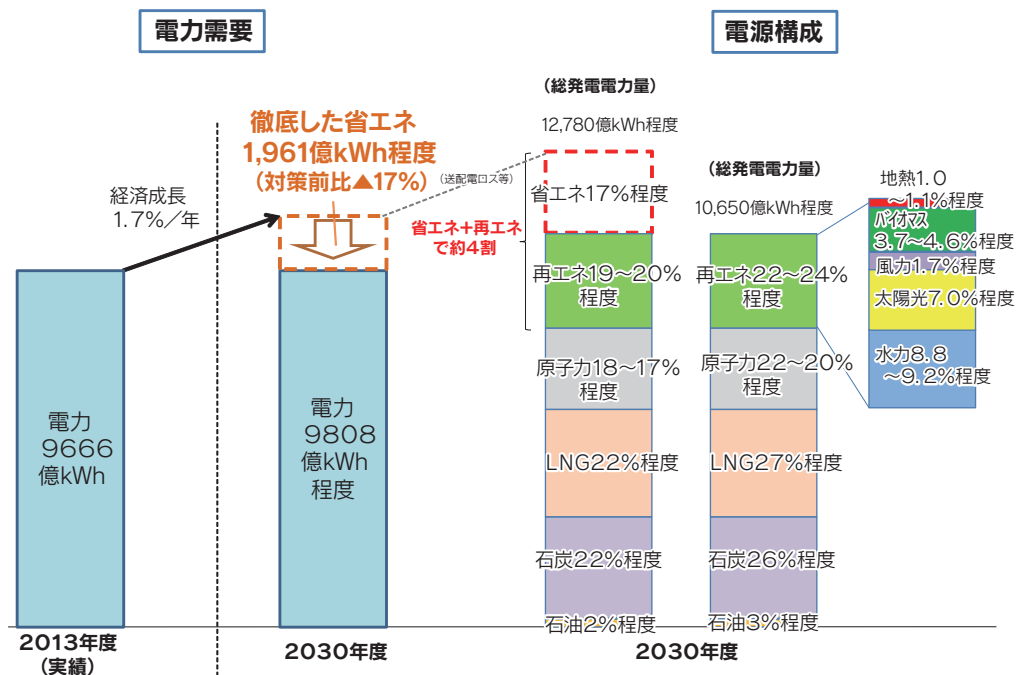 電力需要
電源構成
(総発電電力量)
12,780億kWh程度
徹底した省エネ
1,961億kWh程度
(対策前比▲17%)
(送配電ロス等)
経済成長
1.7%／年
省エネ+再エネ
で約4割
(総発電電力量)
10,650億kWh程度
電力
9666
億kWh
電力
9808
億kWh
程度
省エネ17%程度
再エネ19～20%
程度
原子力18～17%
程度
LNG22%程度
石炭22%程度
石油2%程度
再エネ22～24%
程度
原子力22～20%
程度
LNG27%程度
石炭26%程度
石油3%程度
地熱1.0
～1.1%程度
バイオマス
3.7～4.6%程度
風力1.7%程度
太陽光7.0%程度
水力8.8
～9.2%程度
2013年度
(実績)
2030年度
2030年度